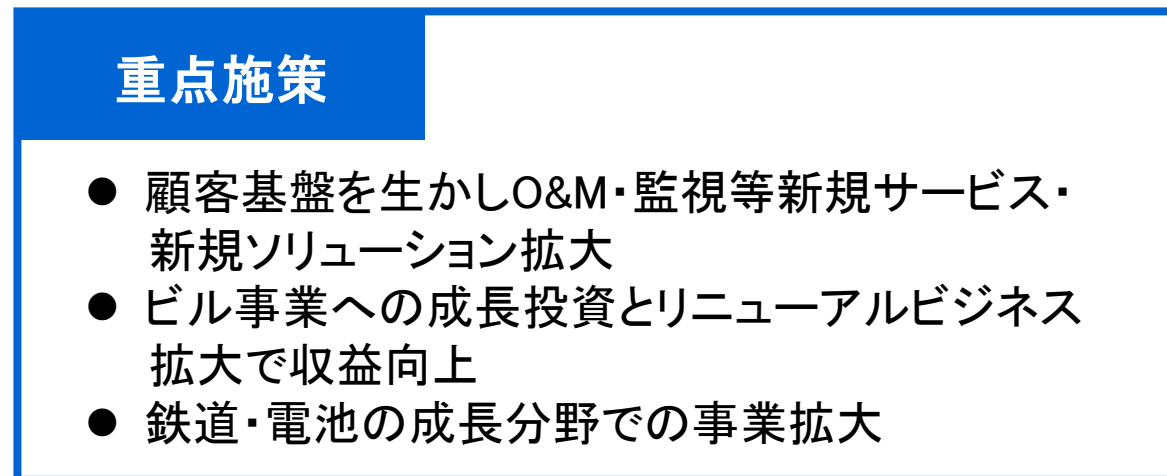 重点施策
● 顧客基盤を生かしO&M・監視等新規サービス・
新規ソリューション拡大
● ビル事業への成長投資とリニューアルビジネス
拡大で収益向上
● 鉄道・電池の成長分野での事業拡大